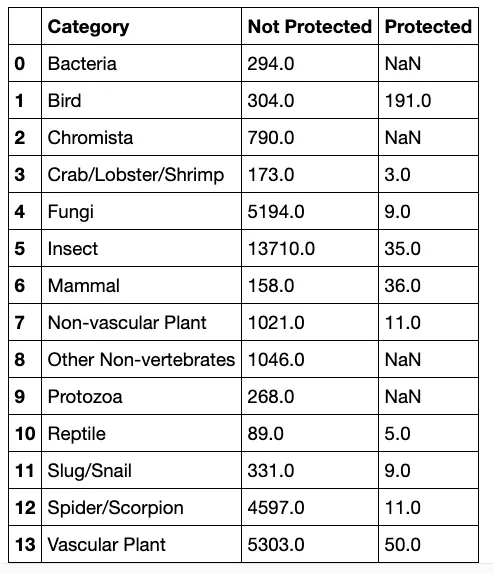 Category Not Protected Protected
0 Bacteria 294.0 NaN
1 Bird 304.0 191.0
2 Chromista 790.0 NaN
3 Crab/Lobster/Shrimp 173.0 3.0
4 Fungi 5194.0 9.0
5 Insect 13710.0 35.0
6 Mammal 158.0 36.0
7 Non-vascular Plant 1021.0 11.0
8 Other Non-vertebrates 1046.0 NaN
9 Protozoa 268.0 NaN
10 Reptile 89.0 5.0
11 Slug/Snail 331.0 9.0
12 Spider/Scorpion 4597.0 11.0
13 Vascular Plant 5303.0 50.0